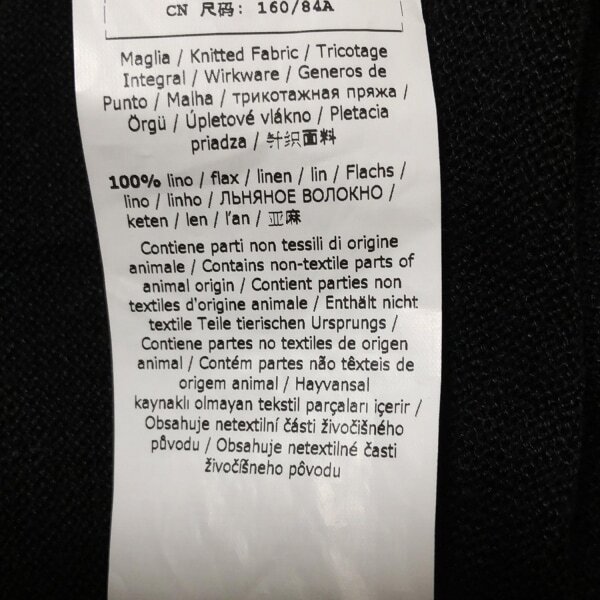 CN 尺码: 160/84A
Maglia / Knitted Fabric / Tricotage
Integral / Wirkware / Generos de
Punto / Malha / трикотажная пряжа /
Örgü / Úpletové vlákno / Pletacia
priadza / 针织面料
100% lino / flax / linen / lin / Flachs /
lino / linho / ЛЬНЯНОЕ ВОЛОКНО /
keten / len / l'an / 亚麻
Contiene parti non tessili di origine
animale / Contains non-textile parts of
animal origin / Contient parties non
textiles d'origine animale / Enthält nicht
textile Teile tierischen Ursprungs /
Contiene partes no textiles de origen
animal / Contém partes não têxteis de
origem animal / Hayvansal
kaynaklı olmayan tekstil parçaları içerir /
Obsahuje netextilní části živočišného
původu / Obsahuje netextilné časti
živočíšneho pôvodu